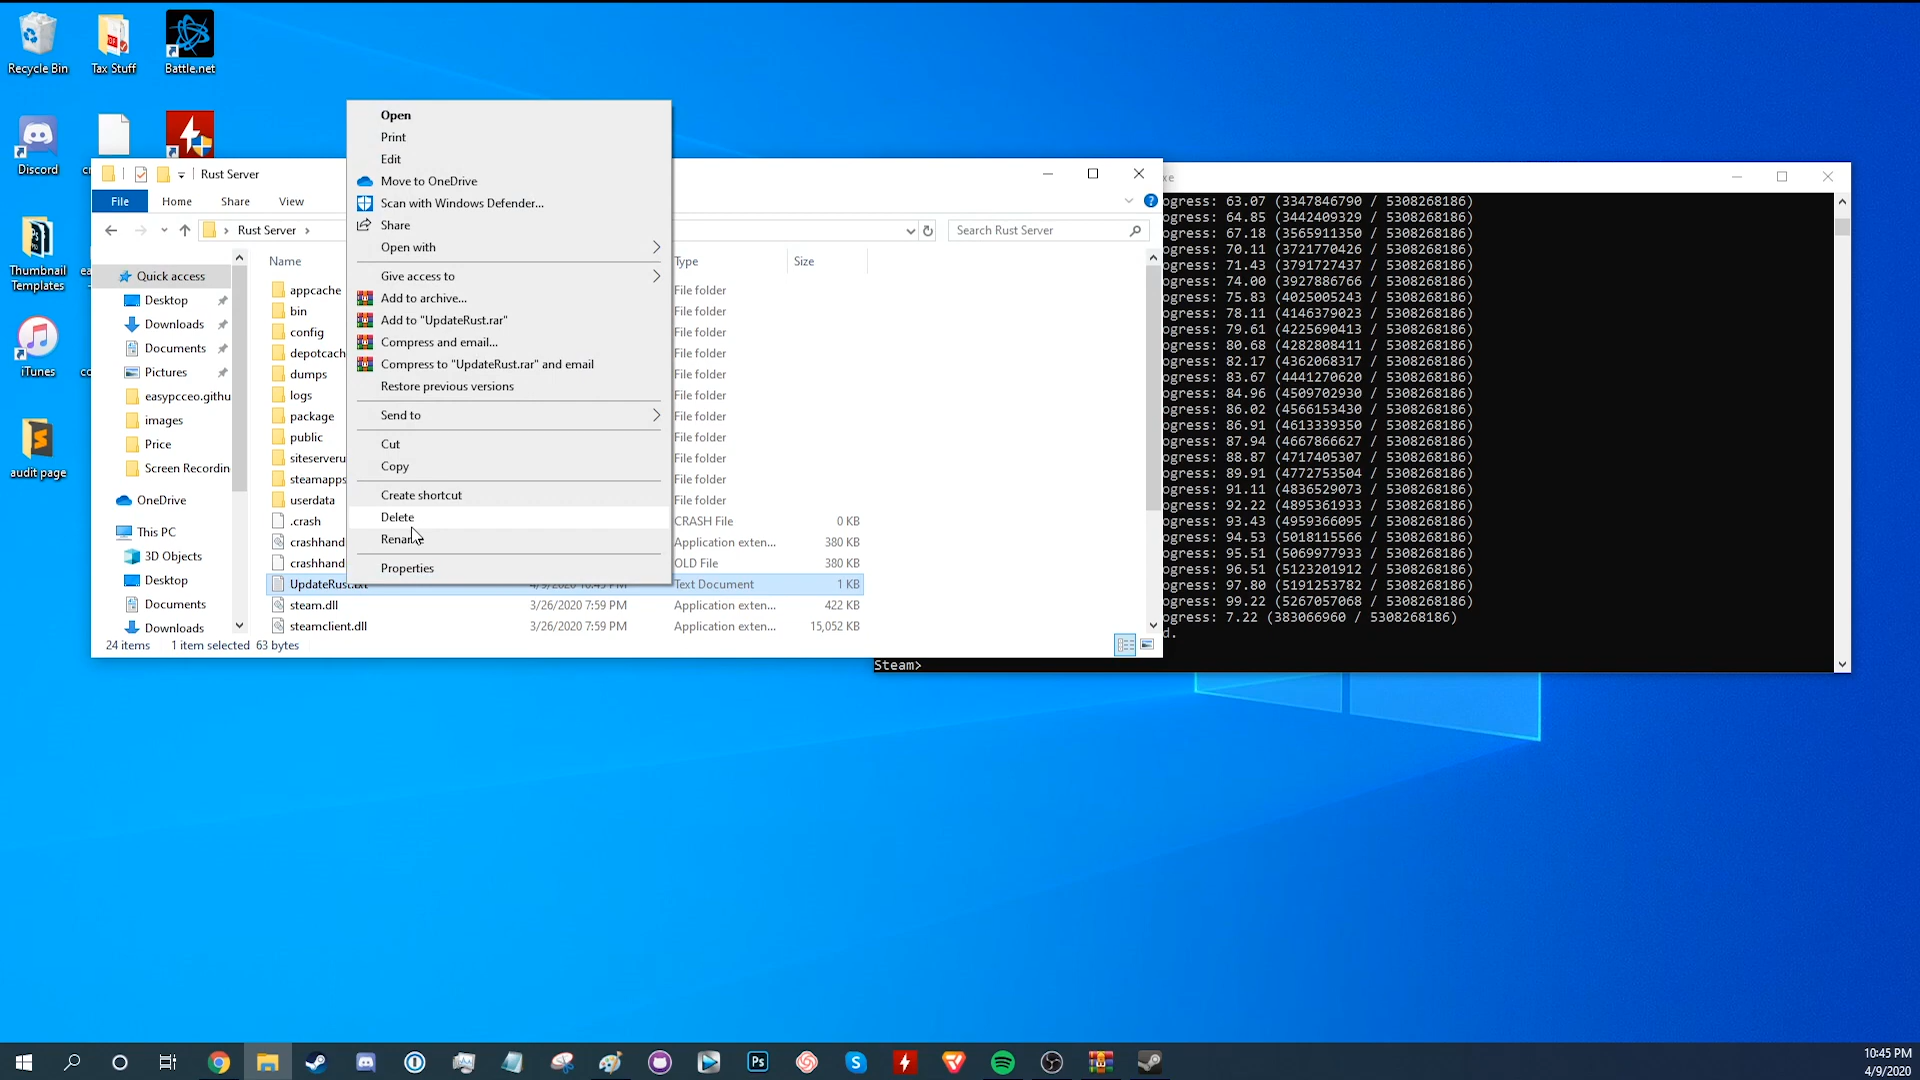 Recycle Bin
Tax Stuff
Battle.net
Discord
Thumbnail
Templates
iTunes
audit page
Open
Print
Edit
Move to OneDrive
Scan with Windows Defender...
Share
Open with
Give access to
Add to archive...
Add to "UpdateRust.rar"
Compress and email...
Compress to "UpdateRust.rar" and email
Restore previous versions
Send to
Cut
Copy
Create shortcut
Delete
Rename
Properties
Rust Server
File Home Share View
Rust Server
Search Rust Server
Name Type Size
Quick access
Desktop
Downloads
Documents
Pictures
easypcceo.githu
images
Price
Screen Recordin
OneDrive
This PC
3D Objects
Desktop
Documents
Downloads
appcache File folder
bin File folder
config File folder
depotcach File folder
dumps File folder
logs File folder
package File folder
public File folder
siteserveru File folder
steamapps File folder
userdata File folder
.crash CRASH File 0 KB
crashhand Application exten... 380 KB
crashhand OLD File 380 KB
UpdateRust.txt 4/9/2020 10:45 PM Text Document 1 KB
steam.dll 3/26/2020 7:59 PM Application exten... 422 KB
steamclient.dll 3/26/2020 7:59 PM Application exten... 15,052 KB
24 items 1 item selected 63 bytes
xe
ogress: 63.07 (3347846790 / 5308268186)
ogress: 64.85 (3442409329 / 5308268186)
ogress: 67.18 (3565911350 / 5308268186)
ogress: 70.11 (3721770426 / 5308268186)
ogress: 71.43 (3791727437 / 5308268186)
ogress: 74.00 (3927886766 / 5308268186)
ogress: 75.83 (4025005243 / 5308268186)
ogress: 78.11 (4146379023 / 5308268186)
ogress: 79.61 (4225690413 / 5308268186)
ogress: 80.68 (4282808411 / 5308268186)
ogress: 82.17 (4362068317 / 5308268186)
ogress: 83.67 (4441270620 / 5308268186)
ogress: 84.96 (4509702930 / 5308268186)
ogress: 86.02 (4566153430 / 5308268186)
ogress: 86.91 (4613339350 / 5308268186)
ogress: 87.94 (4667866627 / 5308268186)
ogress: 88.87 (4717405307 / 5308268186)
ogress: 89.91 (4772753504 / 5308268186)
ogress: 91.11 (4836529073 / 5308268186)
ogress: 92.22 (4895361933 / 5308268186)
ogress: 93.43 (4959366095 / 5308268186)
ogress: 94.53 (5018115566 / 5308268186)
ogress: 95.51 (5069977933 / 5308268186)
ogress: 96.51 (5123201912 / 5308268186)
ogress: 97.80 (5191253782 / 5308268186)
ogress: 99.22 (5267057068 / 5308268186)
ogress: 7.22 (383066960 / 5308268186)
d.
Steam>
10:45 PM
4/9/2020